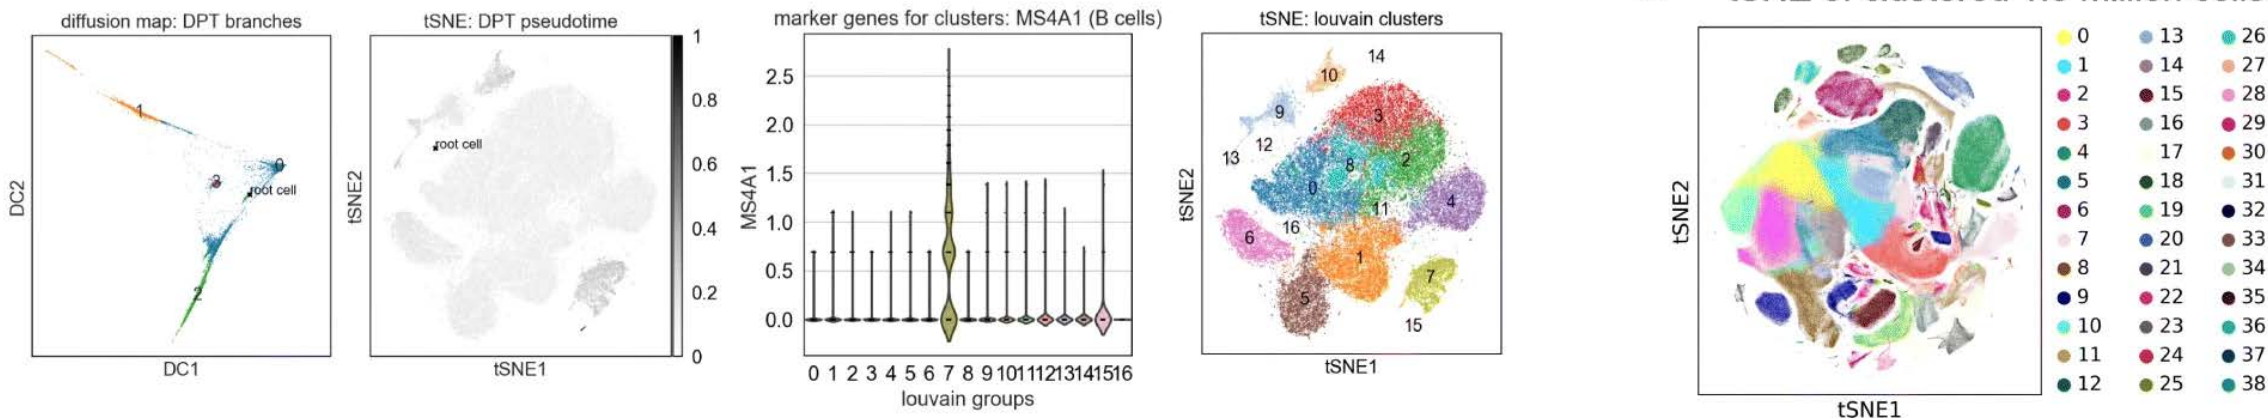 diffusion map: DPT branches
1
0
3
root cell
2
DC2
DC1
tSNE: DPT pseudotime
root cell
tSNE2
tSNE1
1
0.8
0.6
0.4
0.2
0
marker genes for clusters: MS4A1 (B cells)
2.5
2.0
1.5
1.0
0.5
0.0
MS4A1
0 1 2 3 4 5 6 7 8 9 10 11 12 13 14 15 16
louvain groups
tSNE: louvain clusters
14
10
9
3
12
13
8
2
0
4
11
16
6
1
7
5
15
tSNE2
tSNE1
tSNE2
tSNE1
0 13 26
1 14 27
2 15 28
3 16 29
4 17 30
5 18 31
6 19 32
7 20 33
8 21 34
9 22 35
10 23 36
11 24 37
12 25 38